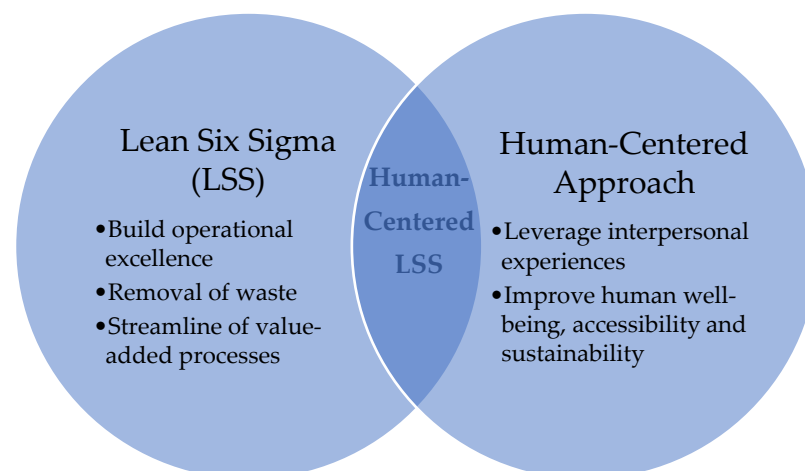 Lean Six Sigma
(LSS)
•Build operational
excellence
•Removal of waste
•Streamline of value-
added processes
Human-
Centered
LSS
Human-Centered
Approach
•Leverage interpersonal
experiences
•Improve human well-
being, accessibility and
sustainability